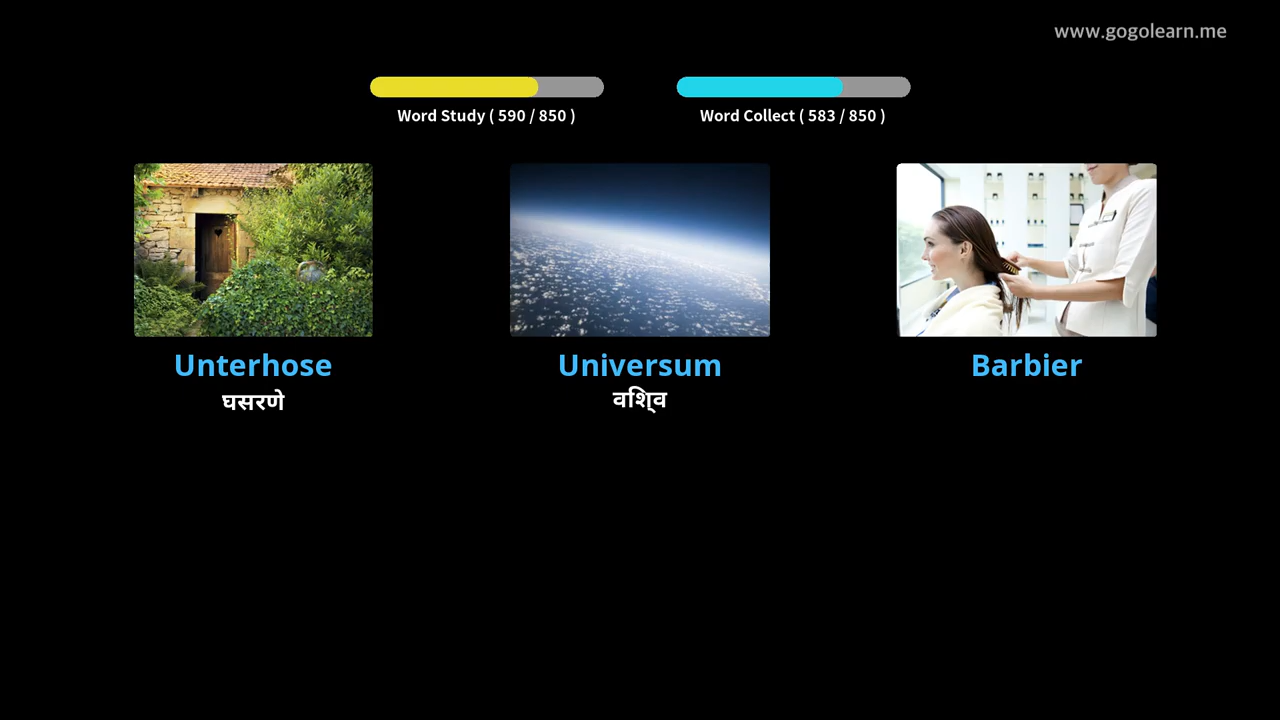 www.gogolearn.me
Word Study ( 590 / 850 )
Word Collect ( 583 / 850 )
Unterhose
Universum
Barbier
घसरणे
वशि्व